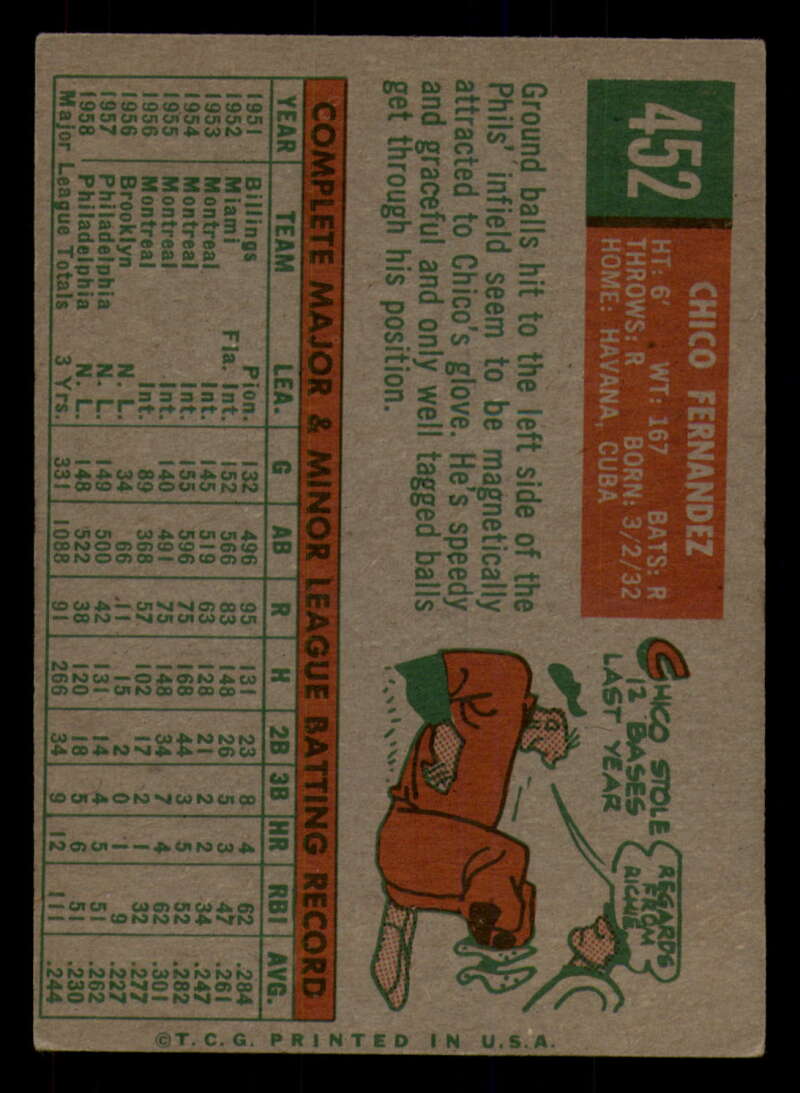 452
CHICO FERNANDEZ
HT: 6' WT: 167 BATS: R
THROWS: R BORN: 3/2/32
HOME: HAVANA, CUBA
Ground balls hit to the left side of the
Phils' infield seem to be magnetically
attracted to Chico's glove. He's speedy
and graceful and only well tagged balls
get through his position.
CHICO STOLE
12 BASES
LAST YEAR
REGARDS
FROM
RICHIE
COMPLETE MAJOR & MINOR LEAGUE BATTING RECORD
YEAR TEAM LEA. G AB R H 2B 3B HR RBI AVG.
1951 Billings Pion. 132 496 95 131 23 8 4 62 .284
1952 Miami Fla. Int. 152 566 83 148 26 5 3 47 .261
1953 Montreal Int. 145 519 63 128 21 2 2 34 .247
1954 Montreal Int. 155 596 75 168 44 3 5 52 .282
1955 Montreal Int. 140 491 75 148 34 7 4 62 .301
1956 Montreal Int. 89 368 57 102 17 2 1 32 .277
1956 Brooklyn N. L. 34 66 11 15 2 0 1 9 .227
1957 Philadelphia N. L. 149 500 42 131 14 4 5 51 .262
1958 Philadelphia N. L. 148 522 38 120 18 5 6 51 .230
Major League Totals 3 Yrs. 331 1088 91 266 34 9 12 111 .244
©T.C.G. PRINTED IN U.S.A.